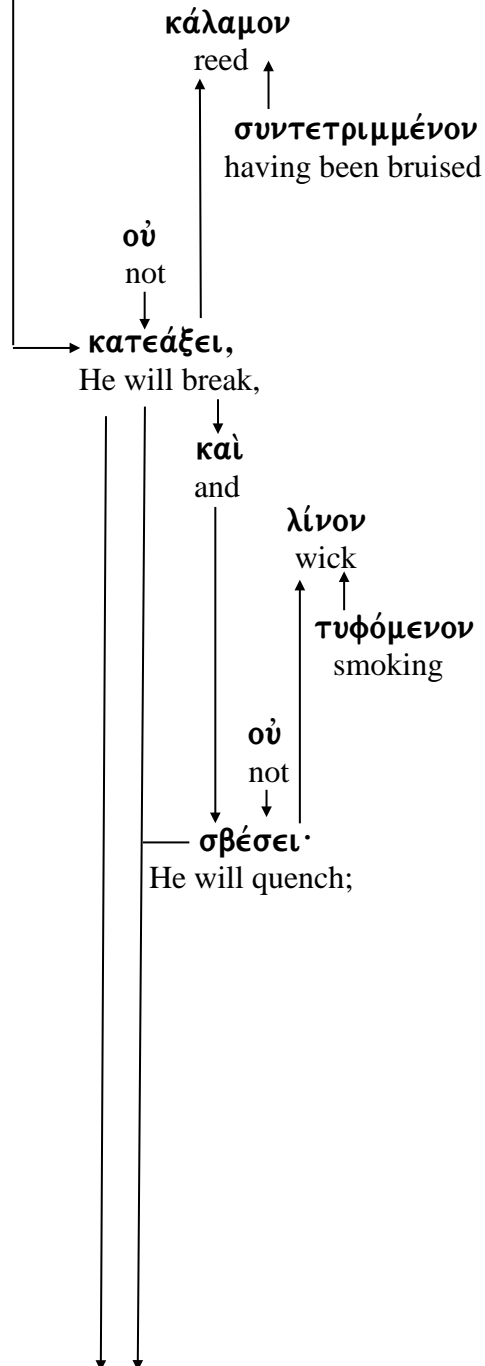 κάλαμον
reed
συντετριμμένον
having been bruised
οὐ
not
κατεάξει,
He will break,
καὶ
and
λίνον
wick
τυφόμενον
smoking
οὐ
not
σβέσει·
He will quench;